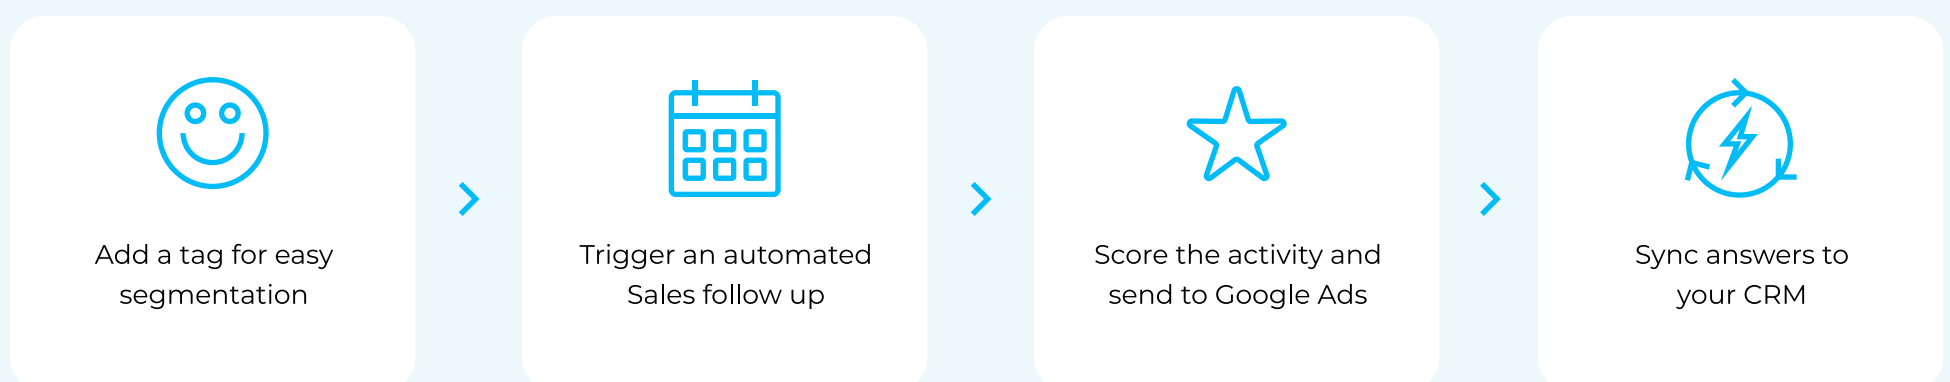 Add a tag for easy
segmentation
Trigger an automated
Sales follow up
Score the activity and
send to Google Ads
Sync answers to
your CRM